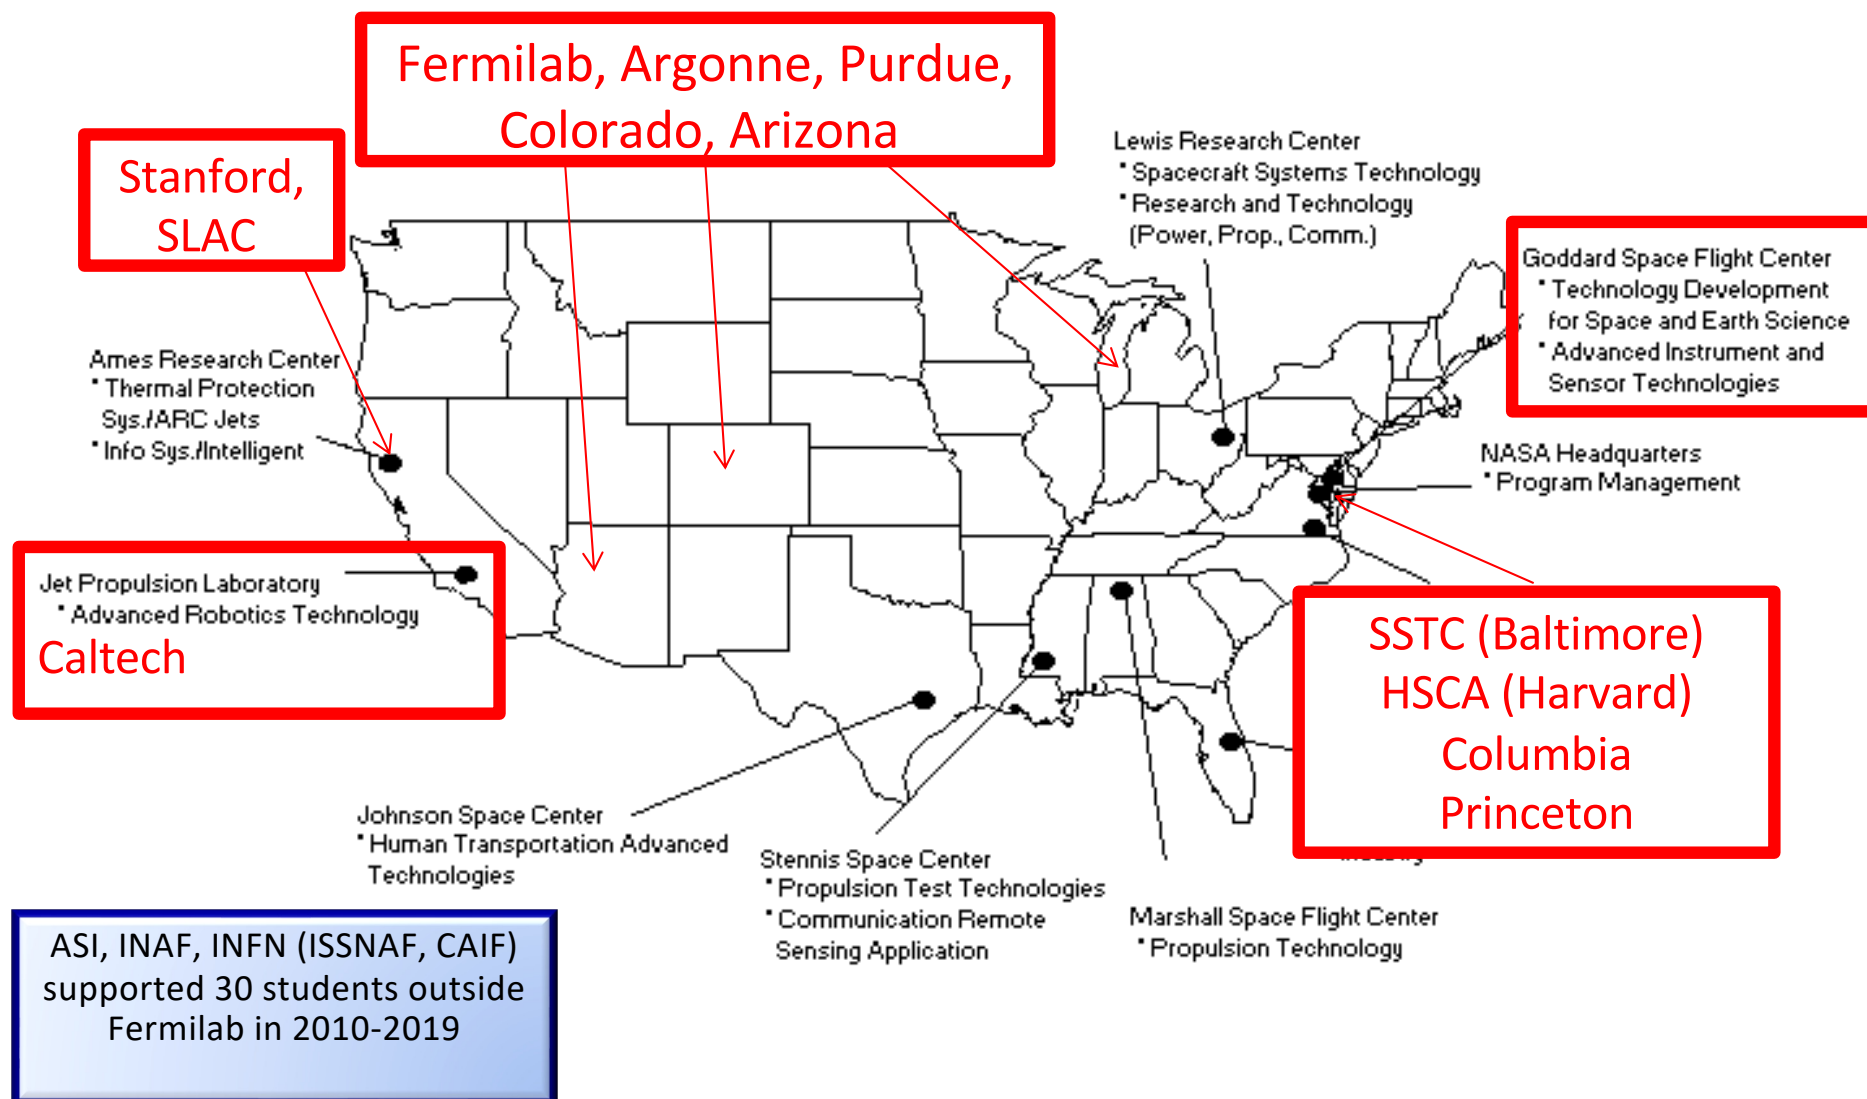 Fermilab, Argonne, Purdue,
Colorado, Arizona
Stanford,
SLAC
Lewis Research Center
* Spacecraft Systems Technology
* Research and Technology
(Power, Prop., Comm.)
Goddard Space Flight Center
* Technology Development
for Space and Earth Science
* Advanced Instrument and
Sensor Technologies
Ames Research Center
* Thermal Protection
Sys./ARC Jets
* Info Sys./Intelligent
NASA Headquarters
* Program Management
Jet Propulsion Laboratory
* Advanced Robotics Technology
Caltech
SSTC (Baltimore)
HSCA (Harvard)
Columbia
Princeton
Johnson Space Center
* Human Transportation Advanced
Technologies
Stennis Space Center
* Propulsion Test Technologies
* Communication Remote
Sensing Application
Marshall Space Flight Center
* Propulsion Technology
ASI, INAF, INFN (ISSNAF, CAIF)
supported 30 students outside
Fermilab in 2010-2019